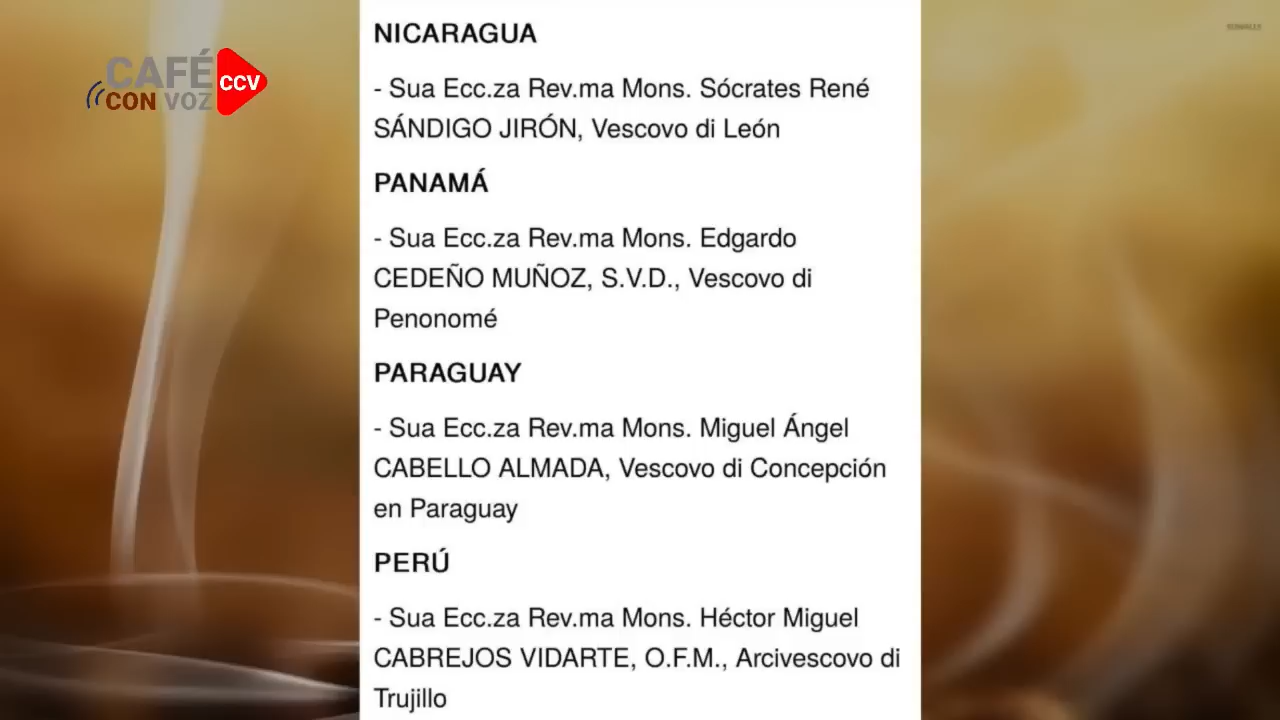 CAFÉ
CON VOZ
CCV
NICARAGUA
- Sua Ecc.za Rev.ma Mons. Sócrates René
SÁNDIGO JIRÓN, Vescovo di León
PANAMÁ
- Sua Ecc.za Rev.ma Mons. Edgardo
CEDEÑO MUÑOZ, S.V.D., Vescovo di
Penonomé
PARAGUAY
- Sua Ecc.za Rev.ma Mons. Miguel Ángel
CABELLO ALMADA, Vescovo di Concepción
en Paraguay
PERÚ
- Sua Ecc.za Rev.ma Mons. Héctor Miguel
CABREJOS VIDARTE, O.F.M., Arcivescovo di
Trujillo